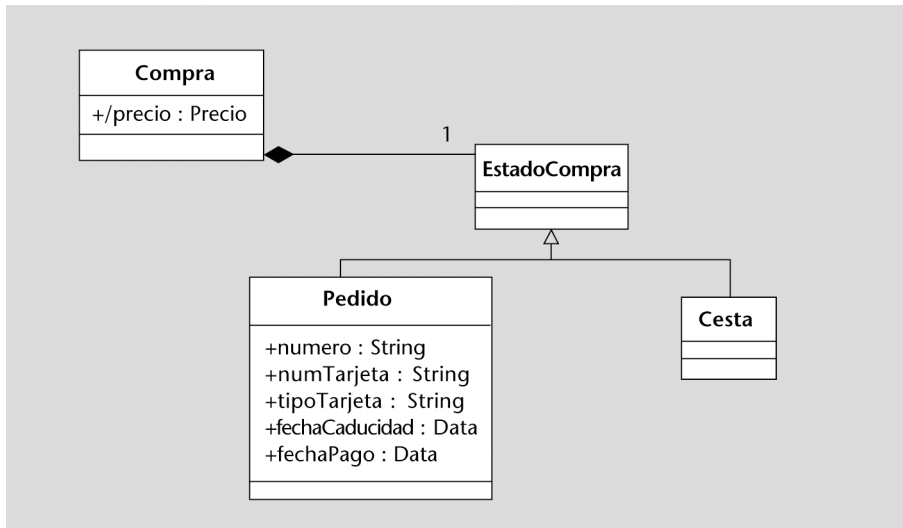 Compra
+/precio : Precio
1
EstadoCompra
Pedido
+numero : String
+numTarjeta : String
+tipoTarjeta : String
+fechaCaducidad : Data
+fechaPago : Data
Cesta